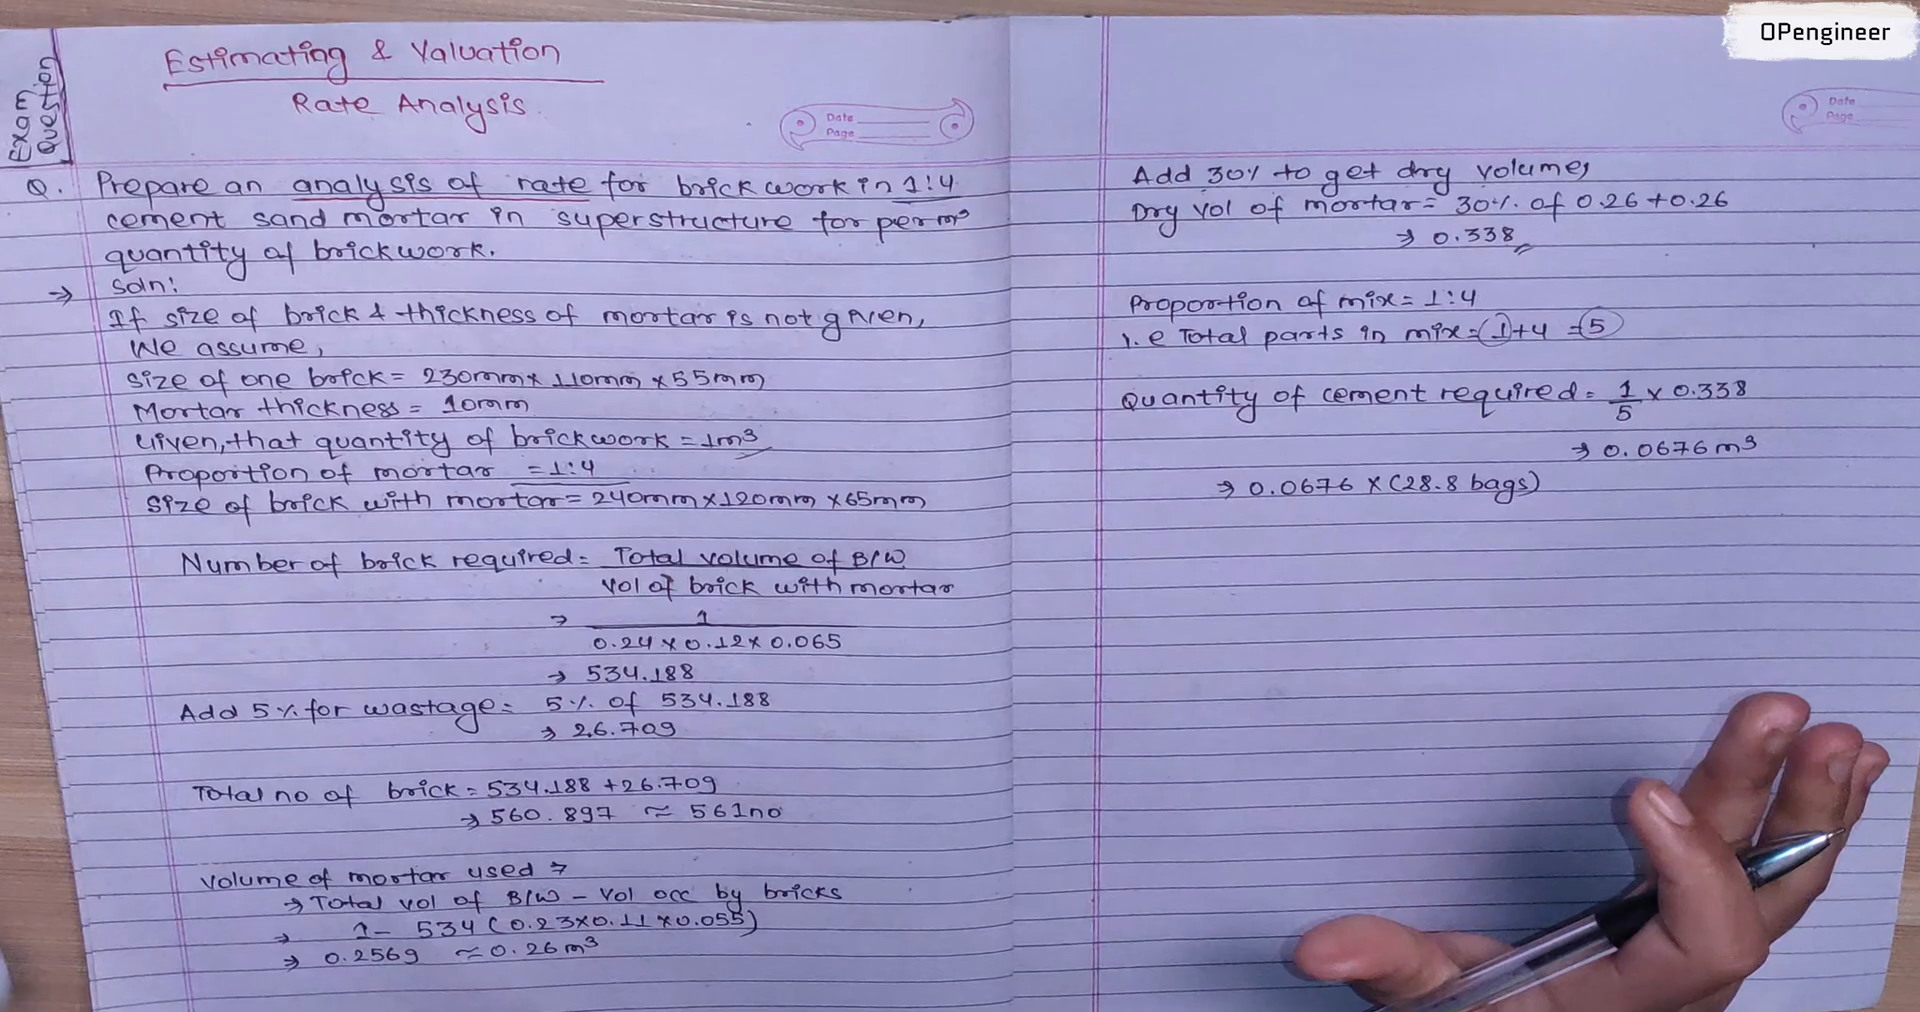 OPengineer
Exam
Question
Estimating & Valuation
Rate Analysis.
Date
Page
Q. Prepare an analysis of rate for brick work in 1:4
cement sand mortar in superstructure for per m³
quantity of brickwork.
⇒ Soln:
If size of brick & thickness of mortar is not given,
We assume,
Size of one brick = 230mm x 110mm x 55mm
Mortar thickness = 10mm
Given, that quantity of brickwork = 1m³
Proportion of mortar = 1:4
Size of brick with mortar = 240mm x 120mm x 65mm
Number of brick required = Total volume of B/W
Vol of brick with mortar
→ 1
0.24 x 0.12 x 0.065
→ 534.188
Add 5% for wastage = 5% of 534.188
→ 26.709
Total no of brick = 534.188 + 26.709
→ 560.897 ≈ 561no
Volume of mortar used →
→ Total vol of B/W - Vol occ by bricks
→ 1 - 534 (0.23x0.11x0.055)
→ 0.2569 ≈ 0.26m³
Date
Page
Add 30% to get dry volume,
Dry vol of mortar = 30% of 0.26 + 0.26
→ 0.338
Proportion of mix = 1:4
i.e Total parts in mix = 1+4 = 5
Quantity of cement required = 1/5 x 0.338
→ 0.0676 m³
→ 0.0676 x (28.8 bags)